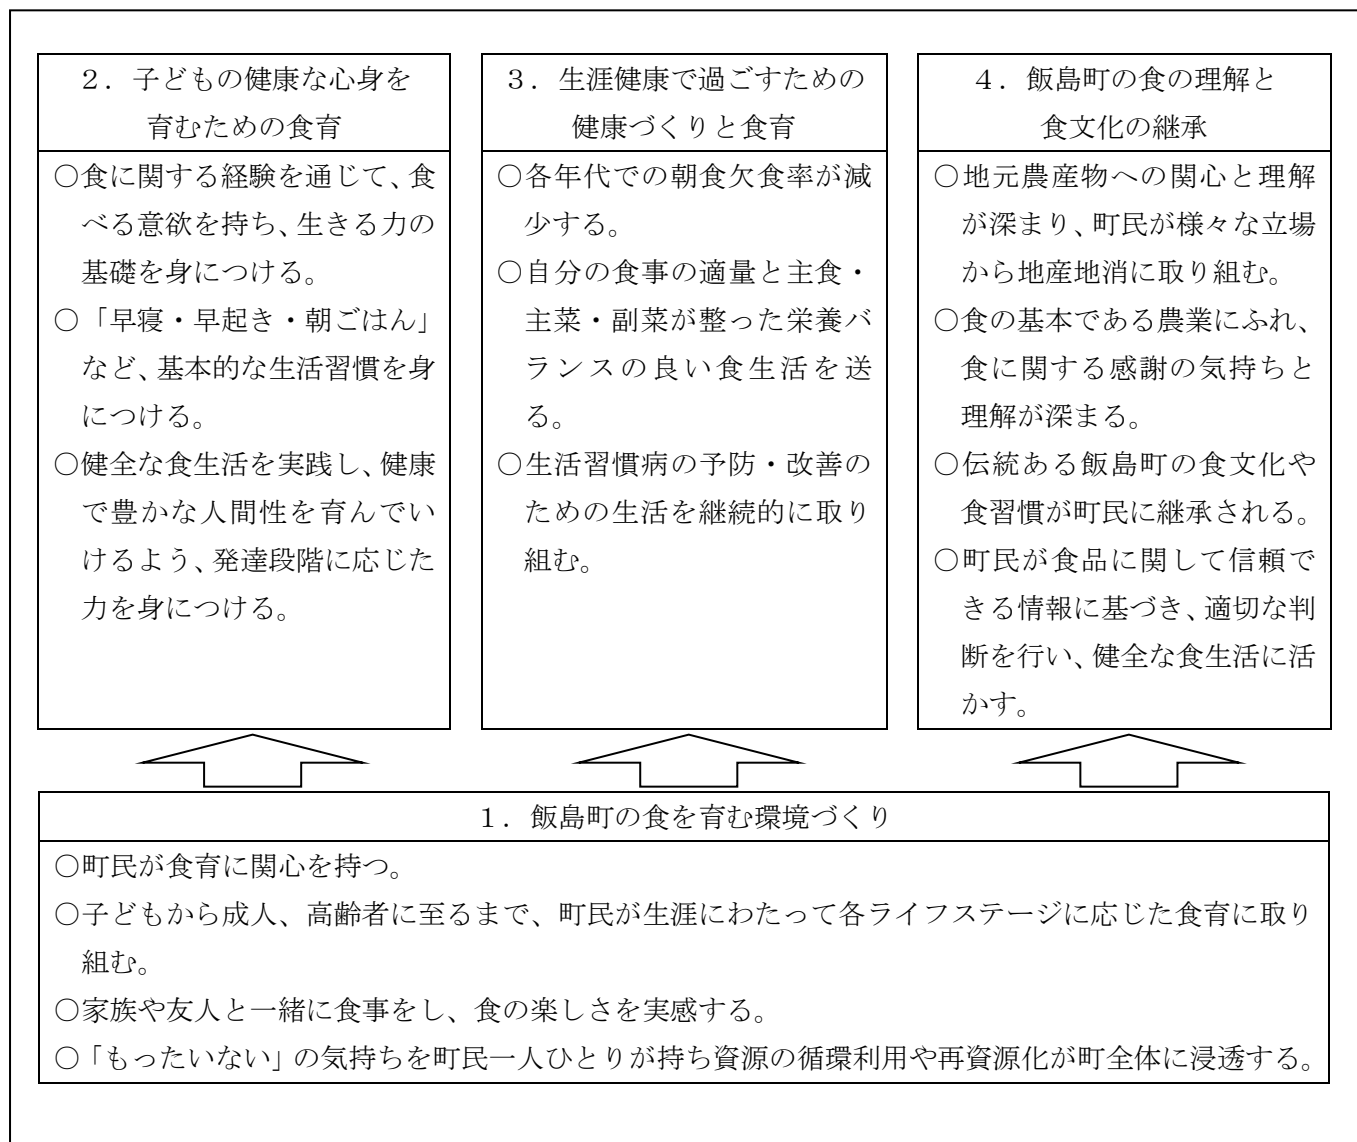 ２．子どもの健康な心身を
育むための食育
○食に関する経験を通じて、食
べる意欲を持ち、生きる力の
基礎を身につける。
○「早寝・早起き・朝ごはん」
など、基本的な生活習慣を身
につける。
○健全な食生活を実践し、健康
で豊かな人間性を育んでい
けるよう、発達段階に応じた
力を身につける。
３．生涯健康で過ごすための
健康づくりと食育
○各年代での朝食欠食率が減
少する。
○自分の食事の適量と主食・
主菜・副菜が整った栄養バ
ランスの良い食生活を送
る。
○生活習慣病の予防・改善の
ための生活を継続的に取り
組む。
４．飯島町の食の理解と
食文化の継承
○地元農産物への関心と理解
が深まり、町民が様々な立場
から地産地消に取り組む。
○食の基本である農業にふれ、
食に関する感謝の気持ちと
理解が深まる。
○伝統ある飯島町の食文化や
食習慣が町民に継承される。
○町民が食品に関して信頼で
きる情報に基づき、適切な判
断を行い、健全な食生活に活
かす。
１．飯島町の食を育む環境づくり
○町民が食育に関心を持つ。
○子どもから成人、高齢者に至るまで、町民が生涯にわたって各ライフステージに応じた食育に取り
組む。
○家族や友人と一緒に食事をし、食の楽しさを実感する。
○「もったいない」の気持ちを町民一人ひとりが持ち資源の循環利用や再資源化が町全体に浸透する。